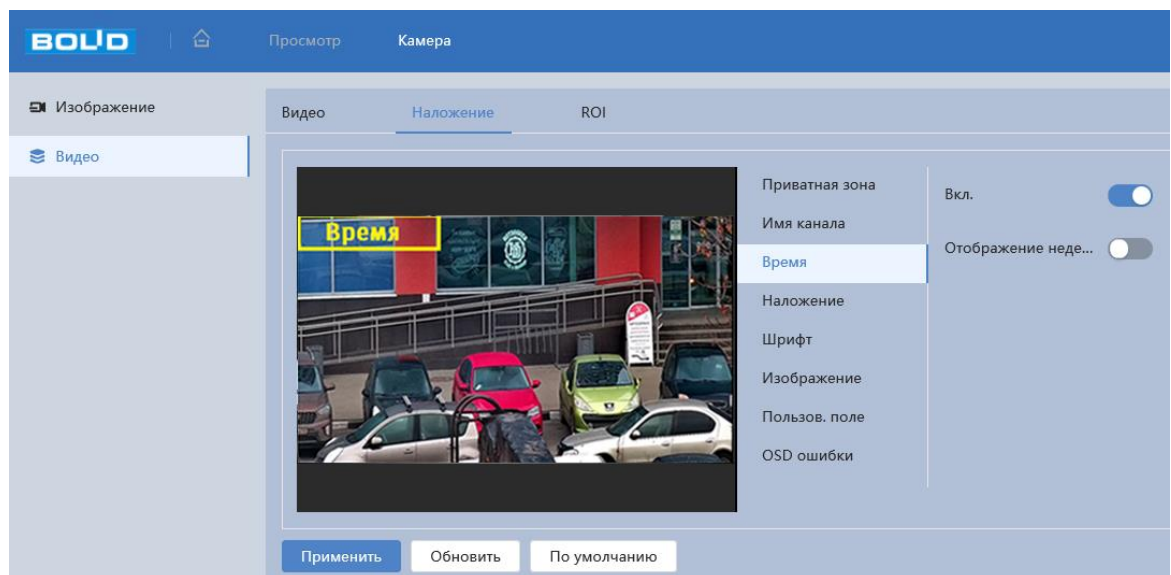 BOLID
Просмотр
Камера
Изображение
Видео
Видео
Наложение
ROI
Время
Приватная зона
Имя канала
Время
Наложение
Шрифт
Изображение
Пользов. поле
OSD ошибки
Вкл.
Отображение неде...
Применить
Обновить
По умолчанию